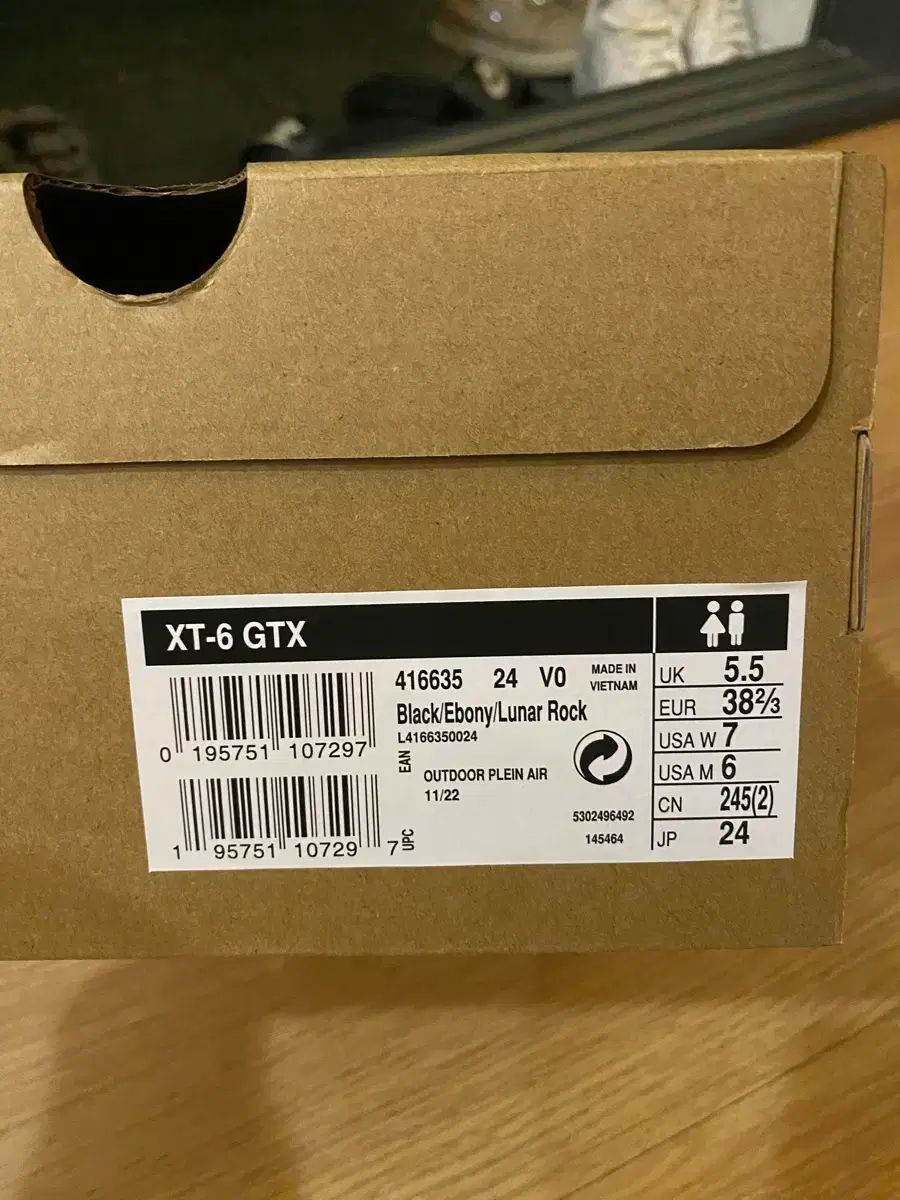 XT-6 GTX
0 195751 107297
EAN
1 95751 10729 7
UPC
416635 24 V0
MADE IN
VIETNAM
Black/Ebony/Lunar Rock
L4166350024
OUTDOOR PLEIN AIR
11/22
5302496492
145464
UK 5.5
EUR 38⅔
USA W 7
USA M 6
CN 245(2)
JP 24